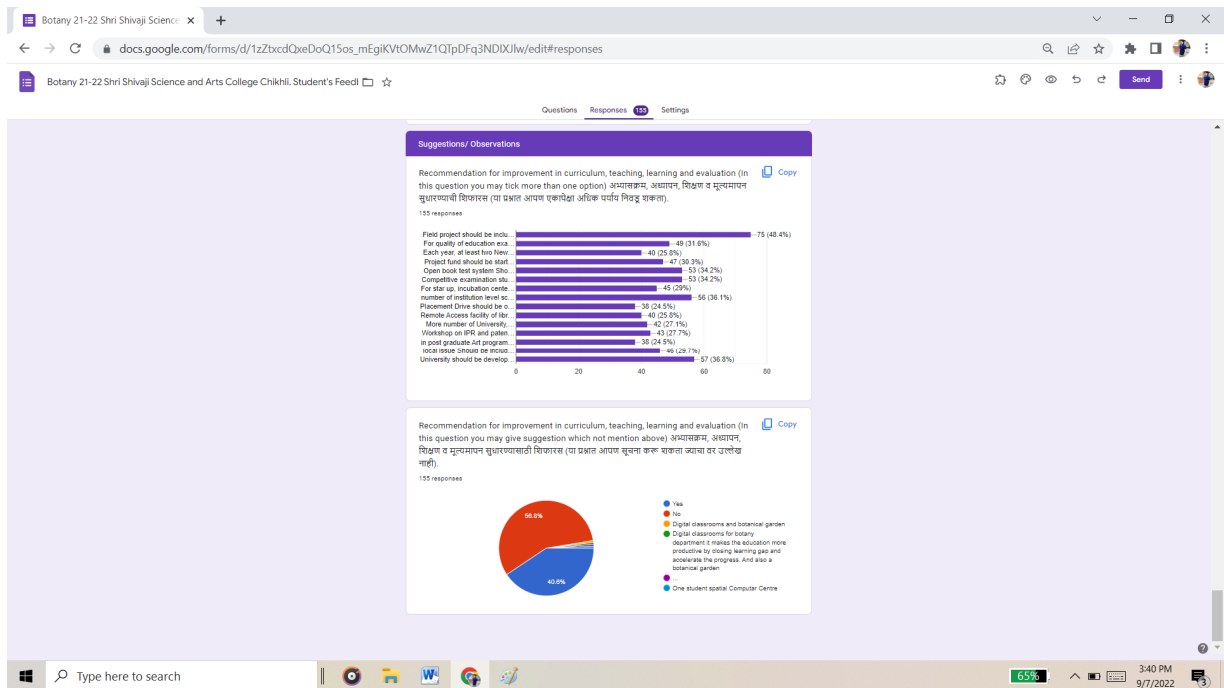 Botany 21-22 Shri Shivaji Science
docs.google.com/forms/d/1zZtxcdQxeDoQ15os_mEgiKVtOMwZ1QTpDFq3NDIXJlw/edit#responses
Botany 21-22 Shri Shivaji Science and Arts College Chikhli. Student's Feedl
Send
Questions Responses 155 Settings
Suggestions/ Observations
Recommendation for improvement in curriculum, teaching, learning and evaluation (In
this question you may tick more than one option) अभ्यासक्रम, अध्यापन, शिक्षण व मूल्यमापन
सुधारण्याची शिफारस (या प्रश्नात आपण एकापेक्षा अधिक पर्याय निवडू शकता).
Copy
155 responses
Field project should be inclu... 75 (48.4%)
For quality of education exa... 49 (31.6%)
Each year, at least two New... 40 (25.8%)
Project fund should be start... 47 (30.3%)
Open book test system Sho... 53 (34.2%)
Competitive examination stu... 53 (34.2%)
For star up, incubation cente... 45 (29%)
number of institution level sc... 56 (36.1%)
Placement Drive should be o... 38 (24.5%)
Remote Access facility of libr... 40 (25.8%)
More number of University,... 42 (27.1%)
Workshop on IPR and paten... 43 (27.7%)
in post graduate Art program... 38 (24.5%)
local issue Should be includ... 46 (29.7%)
University should be develop... 57 (36.8%)
0 20 40 60 80
Recommendation for improvement in curriculum, teaching, learning and evaluation (In
this question you may give suggestion which not mention above) अभ्यासक्रम, अध्यापन,
शिक्षण व मूल्यमापन सुधारण्यासाठी शिफारस (या प्रश्नात आपण सूचना करू शकता ज्याचा वर उल्लेख
नाही).
Copy
155 responses
56.8%
40.6%
Yes
No
Digital classrooms and botanical garden
Digital classrooms for botany
department it makes the education more
productive by closing learning gap and
accelerate the progress. And also a
botanical garden
...
One student spatial Computer Centre
Type here to search
65%
3:40 PM
9/7/2022
3